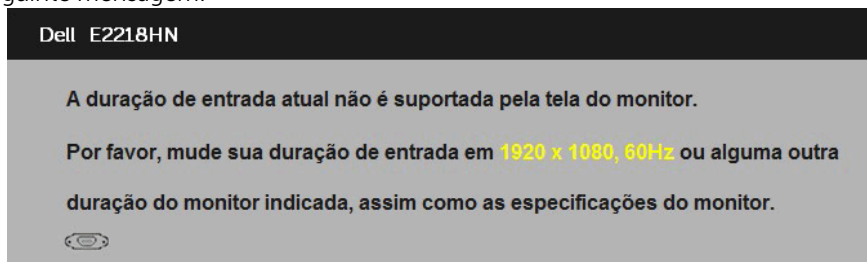 Dell E2218HN
A duração de entrada atual não é suportada pela tela do monitor.
Por favor, mude sua duração de entrada em 1920 x 1080, 60Hz ou alguma outra
duração do monitor indicada, assim como as especificações do monitor.